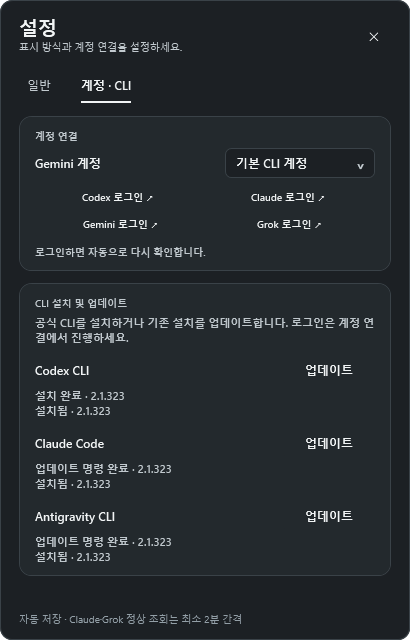 설정
표시 방식과 계정 연결을 설정하세요.
일반
계정 · CLI
계정 연결
Gemini 계정
기본 CLI 계정
Codex 로그인 ↗
Claude 로그인 ↗
Gemini 로그인 ↗
Grok 로그인 ↗
로그인하면 자동으로 다시 확인합니다.
CLI 설치 및 업데이트
공식 CLI를 설치하거나 기존 설치를 업데이트합니다. 로그인은 계정 연
결에서 진행하세요.
Codex CLI
업데이트
설치 완료 · 2.1.323
설치됨 · 2.1.323
Claude Code
업데이트
업데이트 명령 완료 · 2.1.323
설치됨 · 2.1.323
Antigravity CLI
업데이트
업데이트 명령 완료 · 2.1.323
설치됨 · 2.1.323
자동 저장 · Claude·Grok 정상 조회는 최소 2분 간격